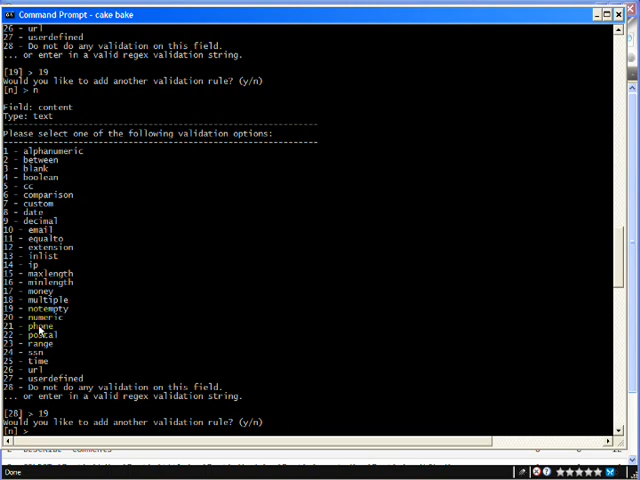 Command Prompt - cake bake
26 - url
27 - userdefined
28 - Do not do any validation on this field.
... or enter in a valid regex validation string.
[19] > 19
Would you like to add another validation rule? (y/n)
[n] > n
Field: content
Type: text
---------------------------------------------------------------
Please select one of the following validation options:
---------------------------------------------------------------
1 - alphanumeric
2 - between
3 - blank
4 - boolean
5 - cc
6 - comparison
7 - custom
8 - date
9 - decimal
10 - email
11 - equalto
12 - extension
13 - inlist
14 - ip
15 - maxlength
16 - minlength
17 - money
18 - multiple
19 - notempty
20 - numeric
21 - phone
22 - postal
23 - range
24 - ssn
25 - time
26 - url
27 - userdefined
28 - Do not do any validation on this field.
... or enter in a valid regex validation string.
[28] > 19
Would you like to add another validation rule? (y/n)
[n] >
Done